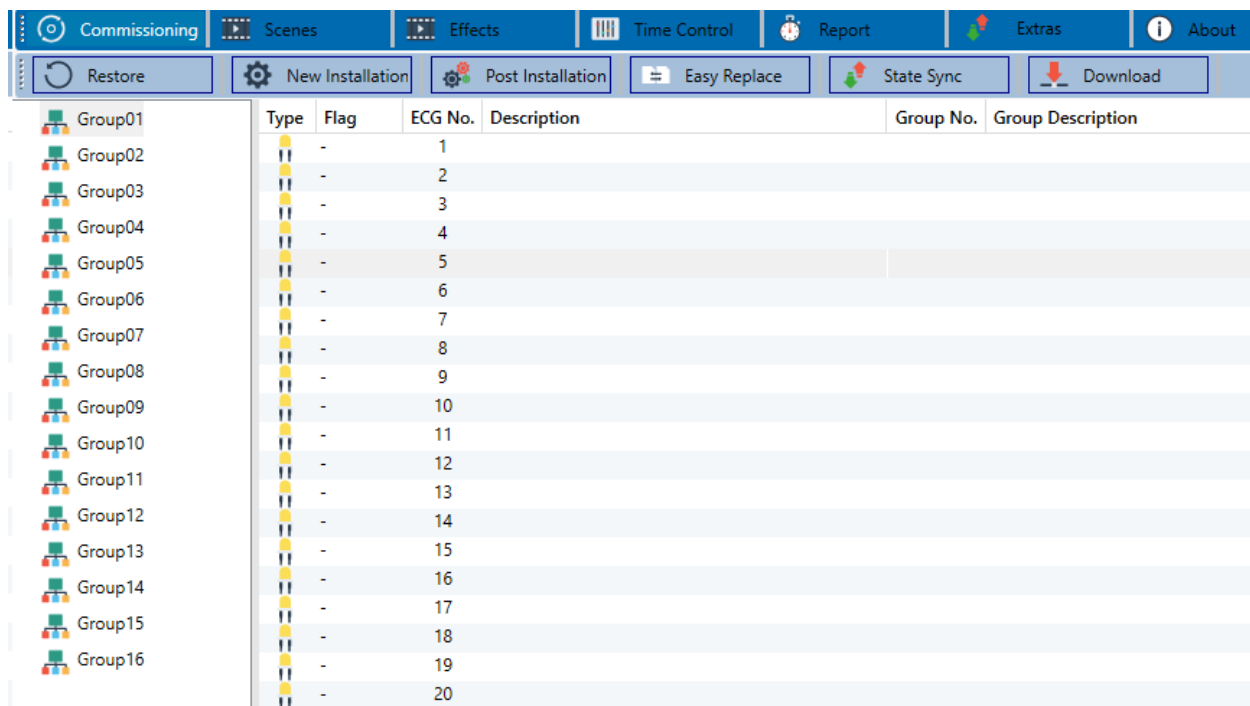 Commissioning Scenes Effects Time Control Report Extras About
Restore New Installation Post Installation Easy Replace State Sync Download
Group01
Group02
Group03
Group04
Group05
Group06
Group07
Group08
Group09
Group10
Group11
Group12
Group13
Group14
Group15
Group16
Type Flag ECG No. Description Group No. Group Description
- 1
- 2
- 3
- 4
- 5
- 6
- 7
- 8
- 9
- 10
- 11
- 12
- 13
- 14
- 15
- 16
- 17
- 18
- 19
- 20